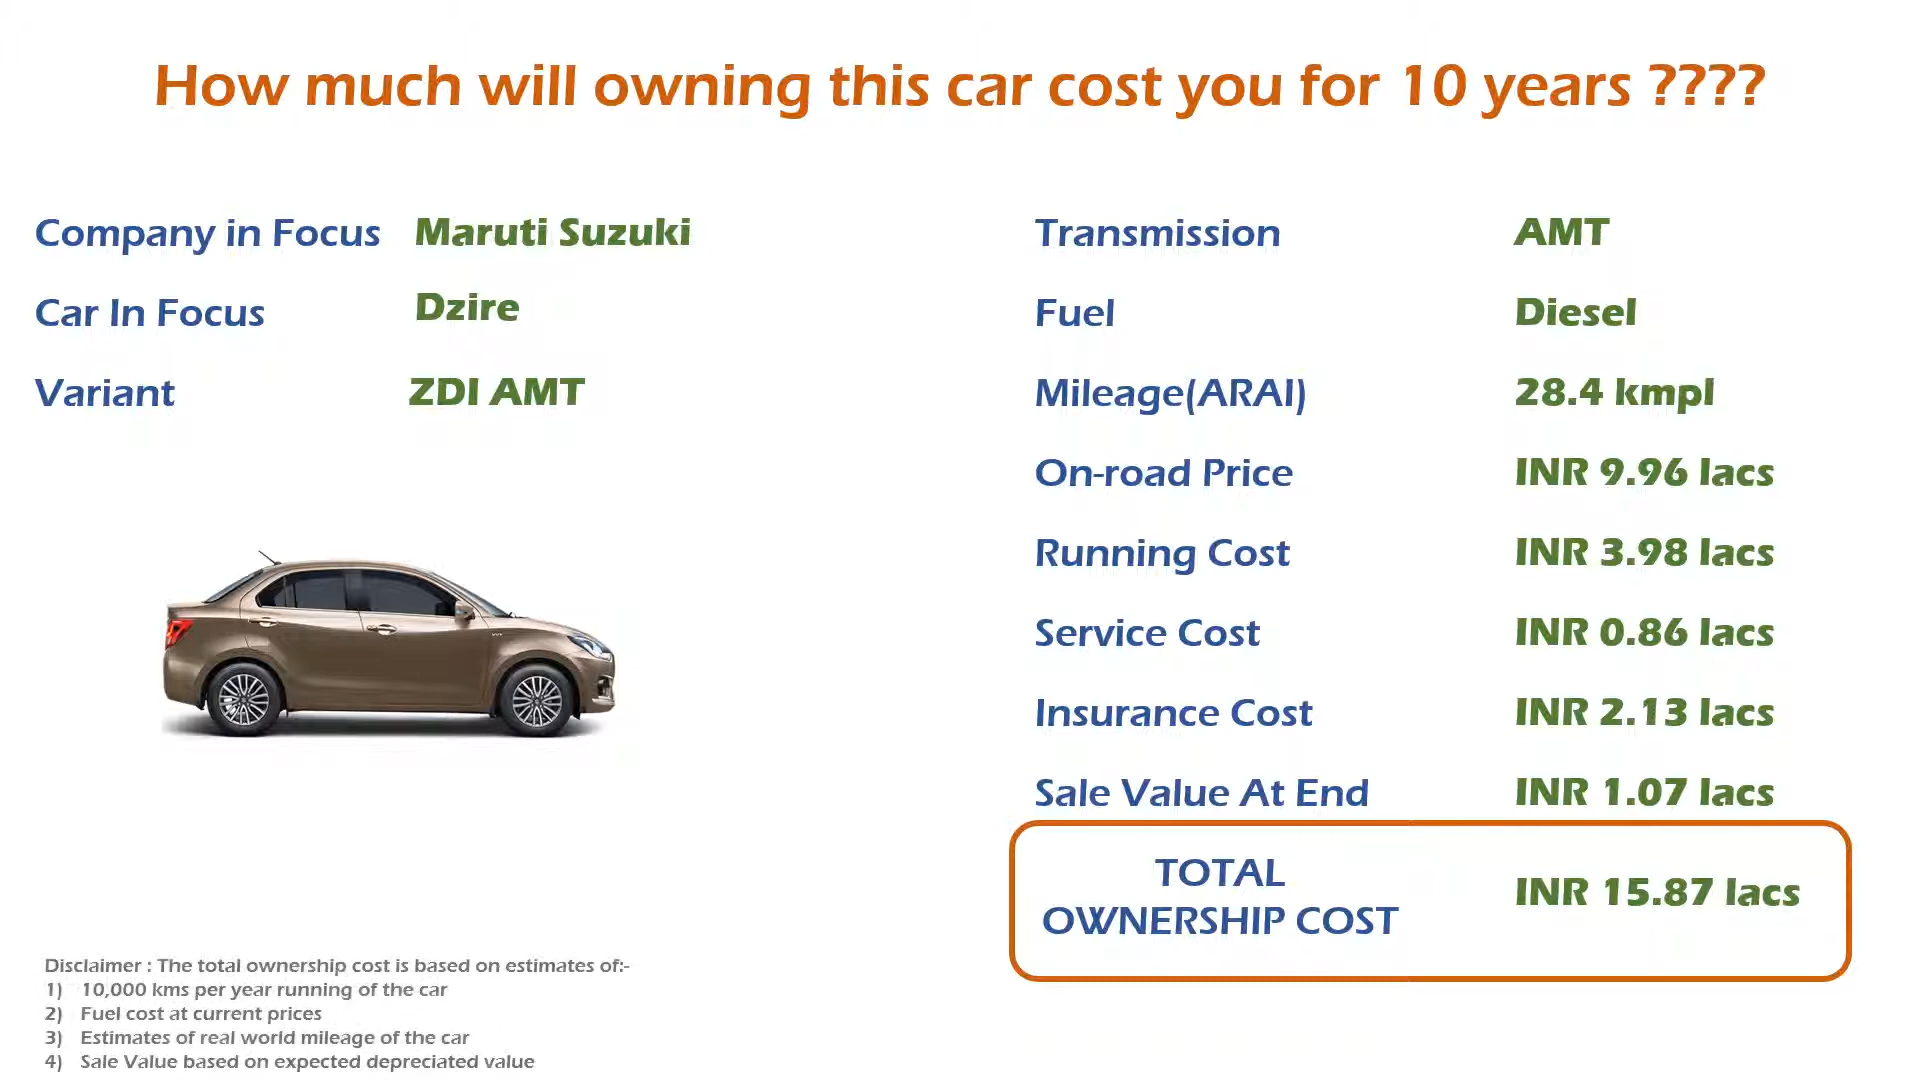 How much will owning this car cost you for 10 years ????
Company in Focus Maruti Suzuki
Car In Focus Dzire
Variant ZDI AMT
Transmission AMT
Fuel Diesel
Mileage(ARAI) 28.4 kmpl
On-road Price INR 9.96 lacs
Running Cost INR 3.98 lacs
Service Cost INR 0.86 lacs
Insurance Cost INR 2.13 lacs
Sale Value At End INR 1.07 lacs
TOTAL
OWNERSHIP COST INR 15.87 lacs
Disclaimer : The total ownership cost is based on estimates of:-
1) 10,000 kms per year running of the car
2) Fuel cost at current prices
3) Estimates of real world mileage of the car
4) Sale Value based on expected depreciated value